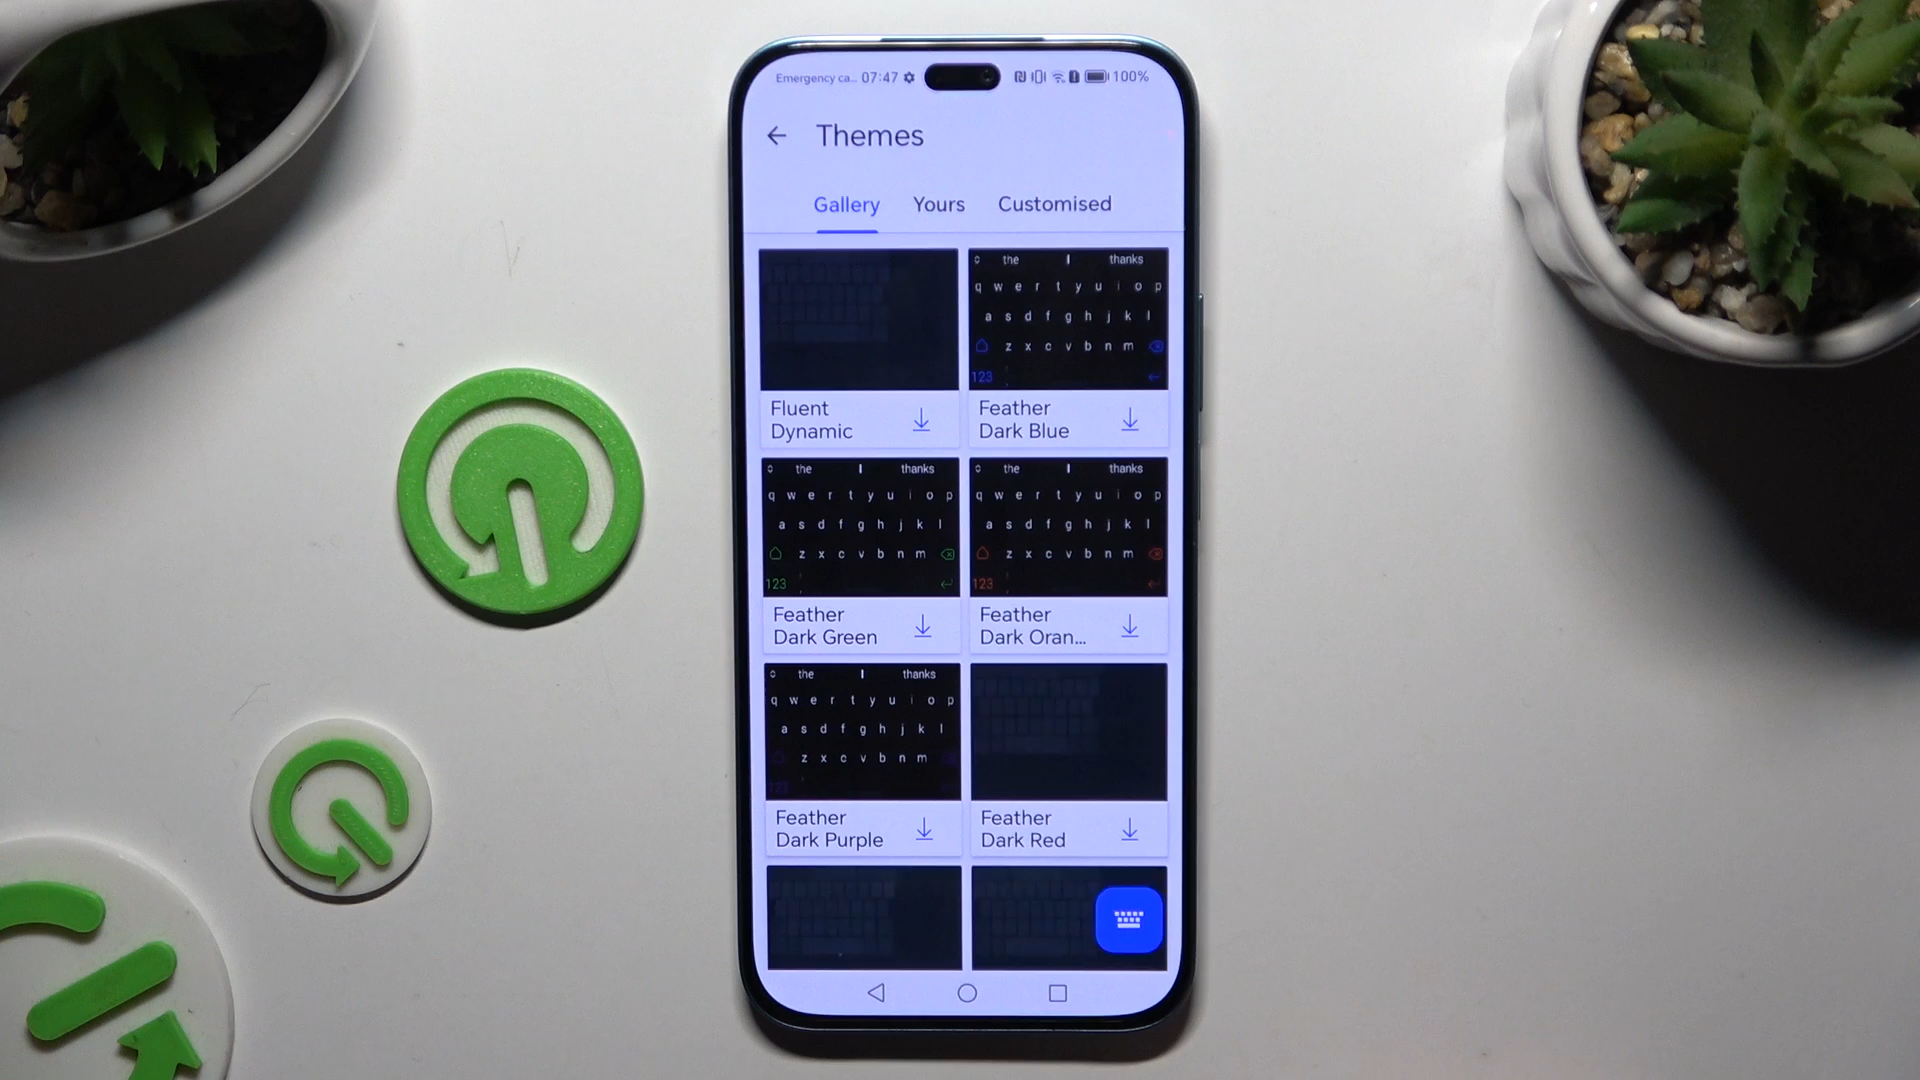 Emergency ca... 07:47 100%
Themes
Gallery Yours Customised
the I thanks
q w e r t y u i o p
a s d f g h j k l
z x c v b n m
123
Fluent
Dynamic
Feather
Dark Blue
the I thanks
q w e r t y u i o p
a s d f g h j k l
z x c v b n m
123
the I thanks
q w e r t y u i o p
a s d f g h j k l
z x c v b n m
123
Feather
Dark Green
Feather
Dark Oran...
the I thanks
q w e r t y u i o p
a s d f g h j k l
z x c v b n m
123
Feather
Dark Purple
Feather
Dark Red